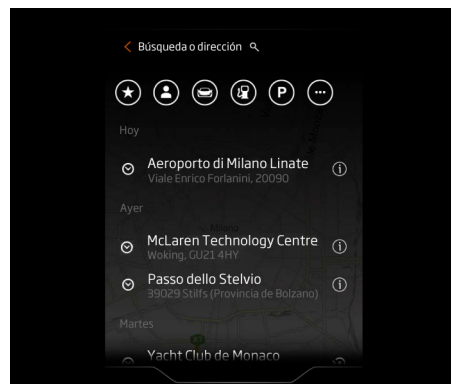 Búsqueda o dirección
P
Hoy
Aeroporto di Milano Linate
Viale Enrico Forlanini, 20090
Ayer
Milano
McLaren Technology Centre
Woking, GU21 4HY
Passo dello Stelvio
39029 Stilfs (Provincia de Bolzano)
Martes
Yacht Club de Monaco